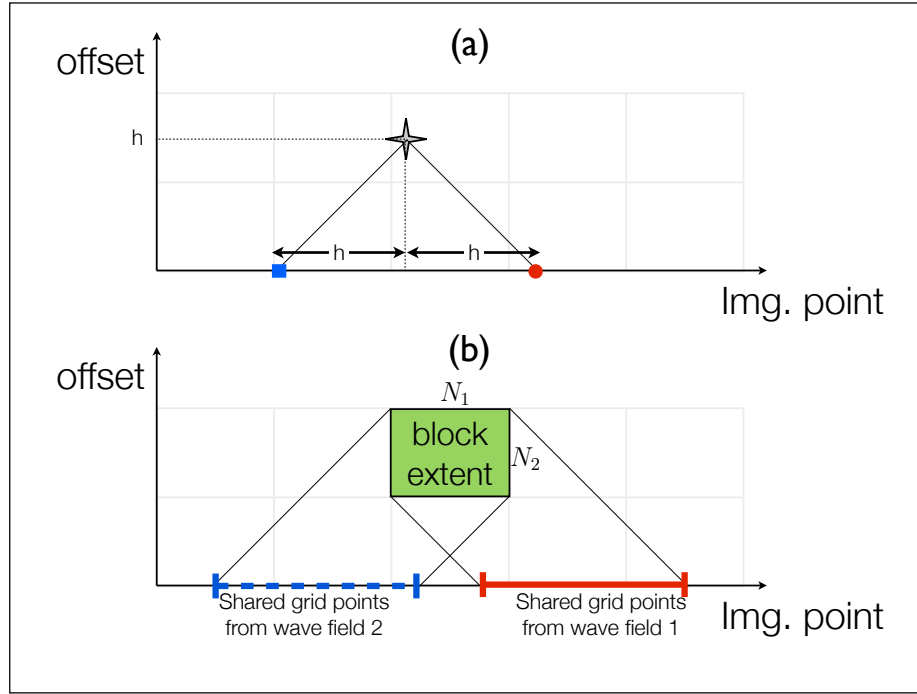 (a)
offset
h
h
h
Img. point
(b)
offset
N₁
block
extent
N₂
Shared grid points
from wave field 2
Shared grid points
from wave field 1
Img. point